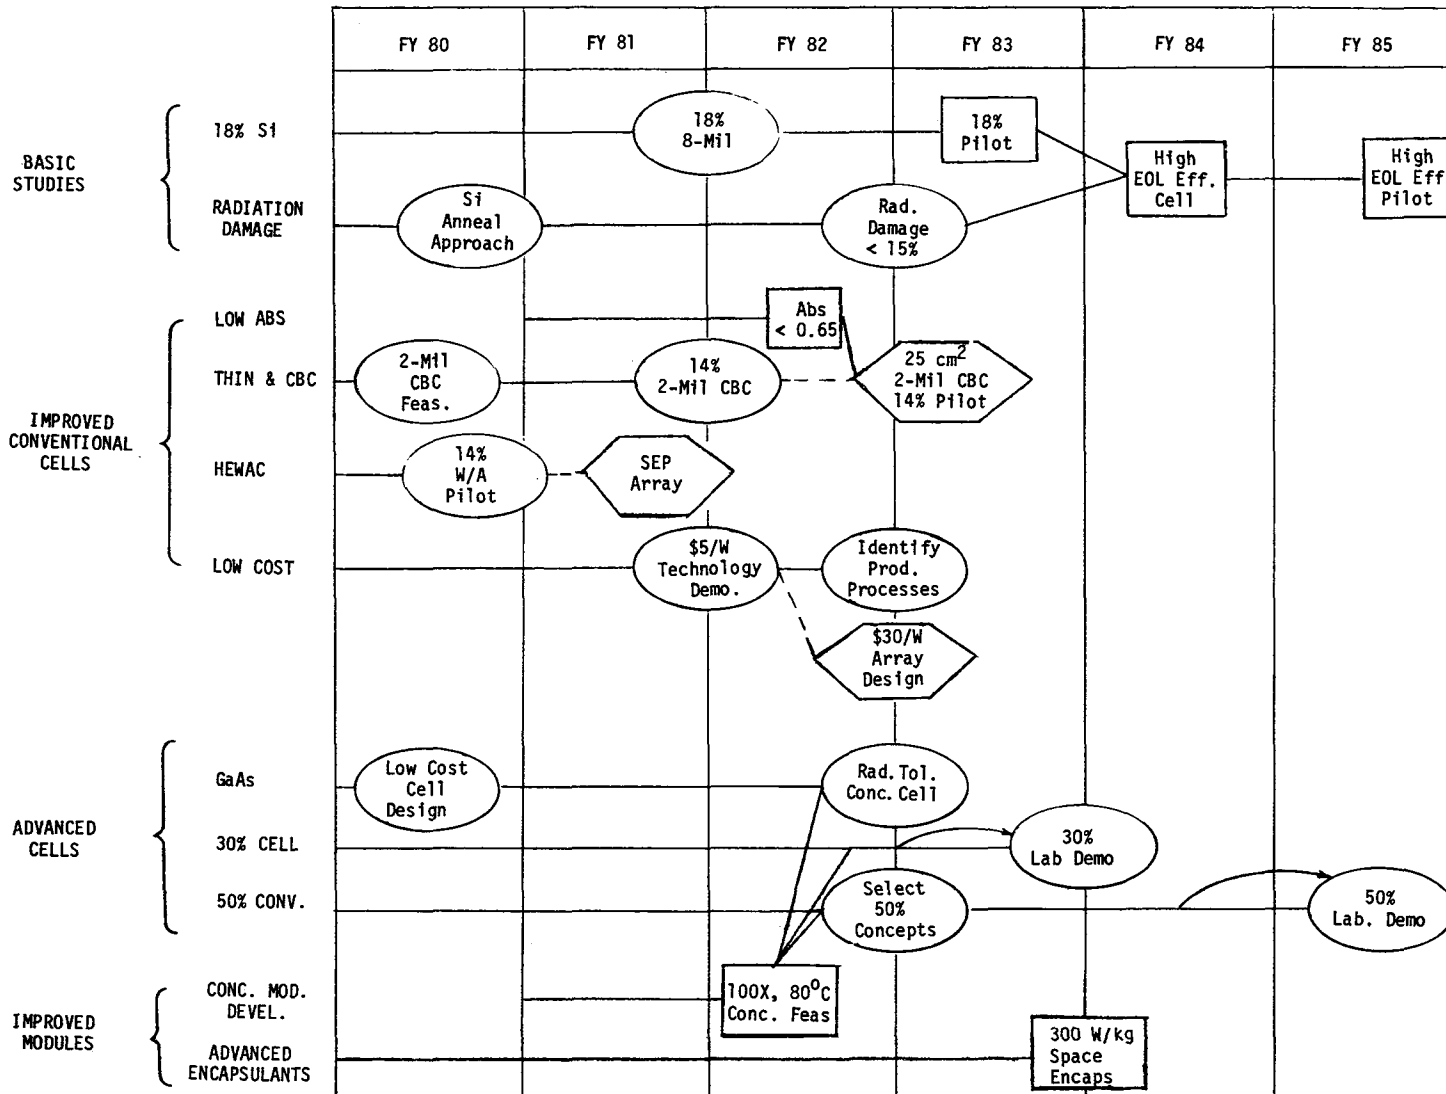 FY 80
FY 81
FY 82
FY 83
FY 84
FY 85
BASIC
STUDIES
18% Si
18%
8-Mil
18%
Pilot
High
EOL Eff.
Cell
High
EOL Eff
Pilot
RADIATION
DAMAGE
Si
Anneal
Approach
Rad.
Damage
< 15%
IMPROVED
CONVENTIONAL
CELLS
LOW ABS
Abs
< 0.65
THIN & CBC
2-Mil
CBC
Feas.
14%
2-Mil CBC
25 cm²
2-Mil CBC
14% Pilot
HEWAC
14%
W/A
Pilot
SEP
Array
LOW COST
$5/W
Technology
Demo.
Identify
Prod.
Processes
$30/W
Array
Design
ADVANCED
CELLS
GaAs
Low Cost
Cell
Design
Rad. Tol.
Conc. Cell
30% CELL
30%
Lab Demo
50% CONV.
Select
50%
Concepts
50%
Lab. Demo
IMPROVED
MODULES
CONC. MOD.
DEVEL.
100X, 80°C
Conc. Feas
ADVANCED
ENCAPSULANTS
300 W/kg
Space
Encaps